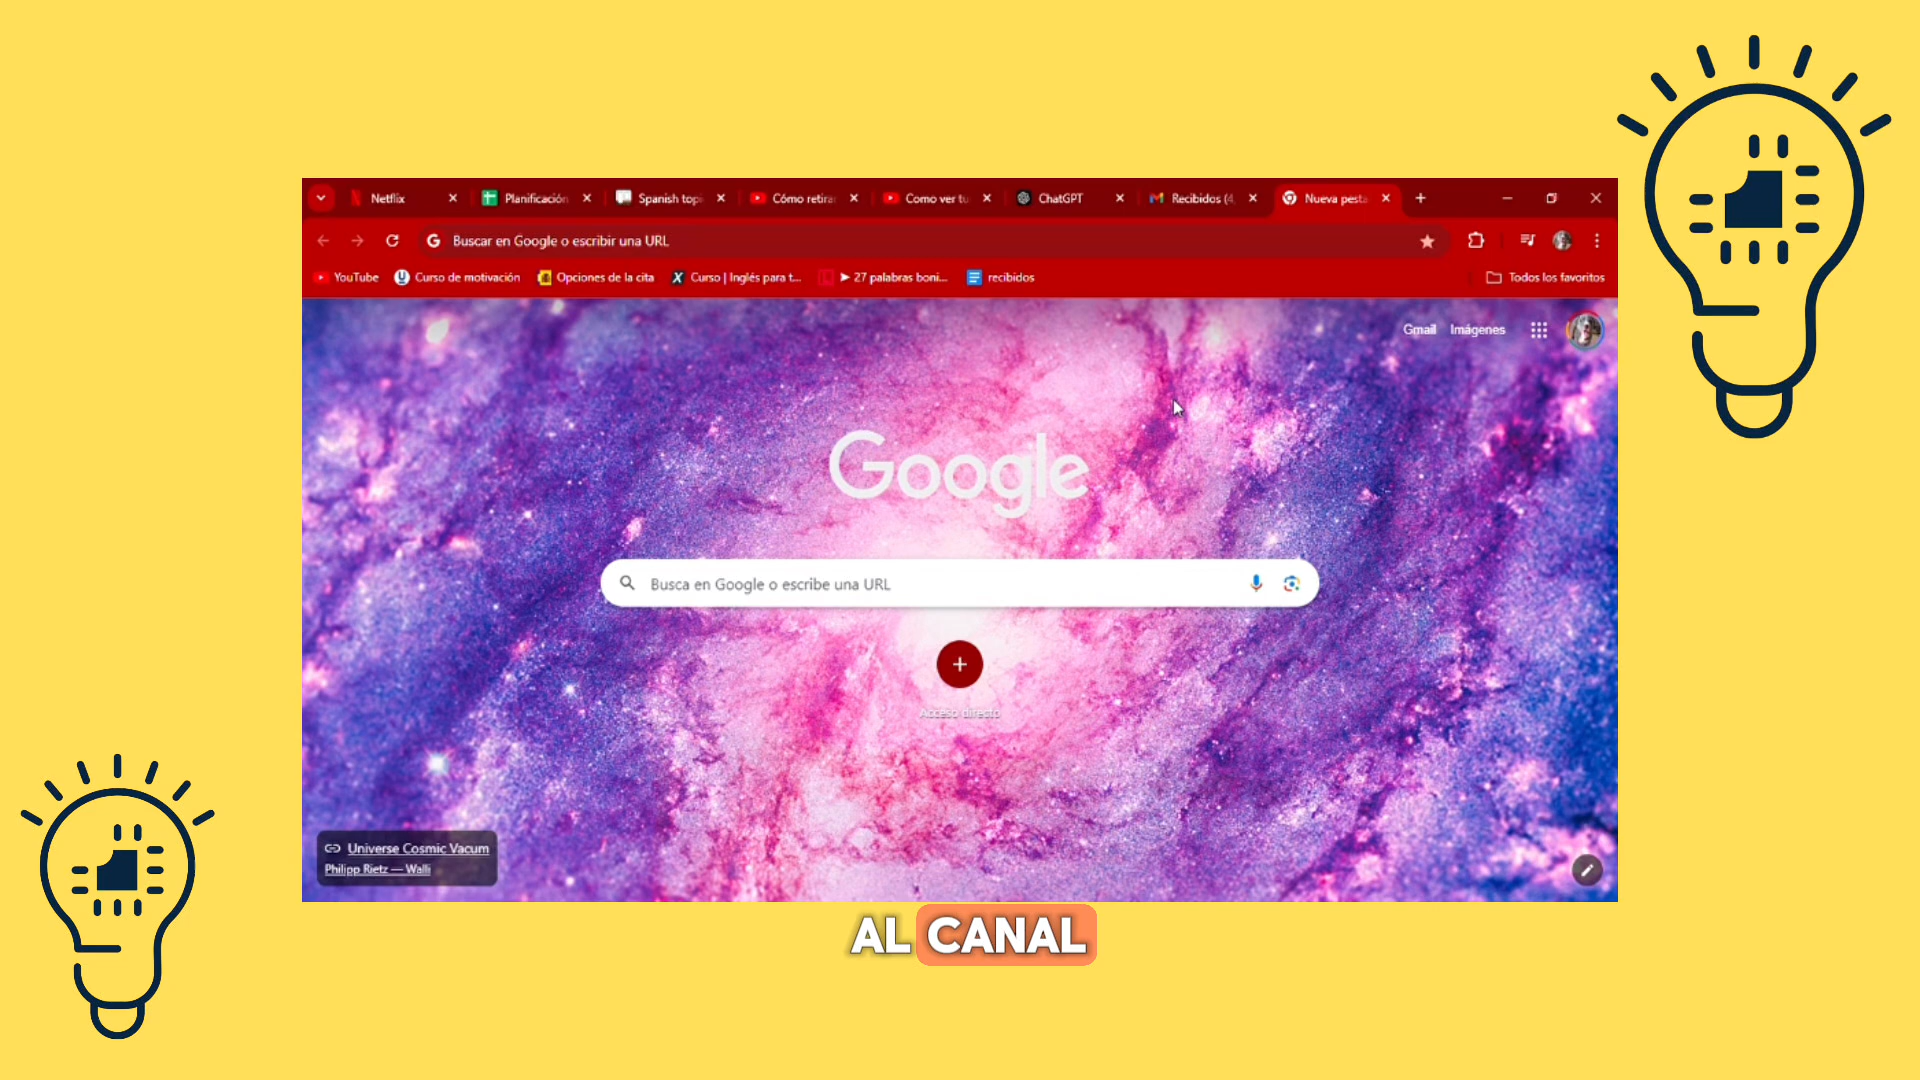 Netflix
Planificación
Spanish topi
Cómo retirar
Como ver tu
ChatGPT
Recibidos (4
Nueva pesta
Buscar en Google o escribir una URL
YouTube
Curso de motivación
Opciones de la cita
Curso | Inglés para t...
► 27 palabras boni...
recibidos
Todos los favoritos
Gmail
Imágenes
Google
Busca en Google o escribe una URL
Acceso directo
Universe Cosmic Vacum
Philipp Rietz — Walli
AL CANAL